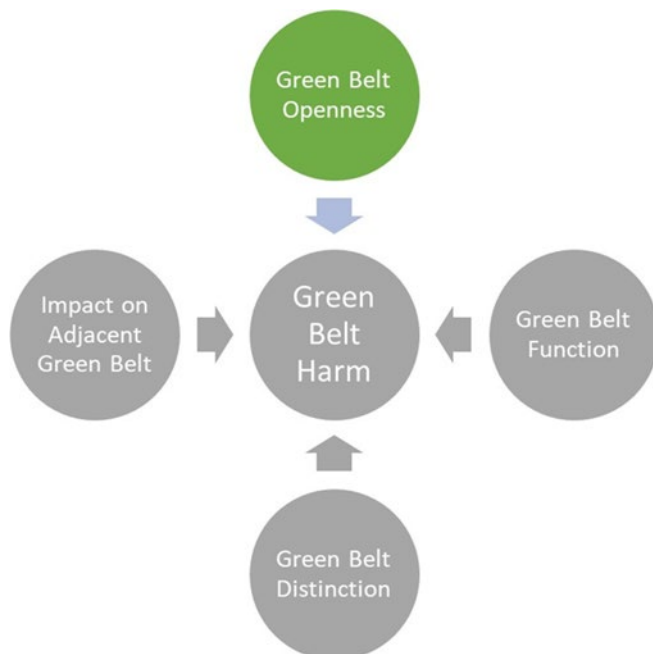 Green Belt
Openness
Impact on
Adjacent
Green Belt
Green
Belt
Harm
Green Belt
Function
Green Belt
Distinction